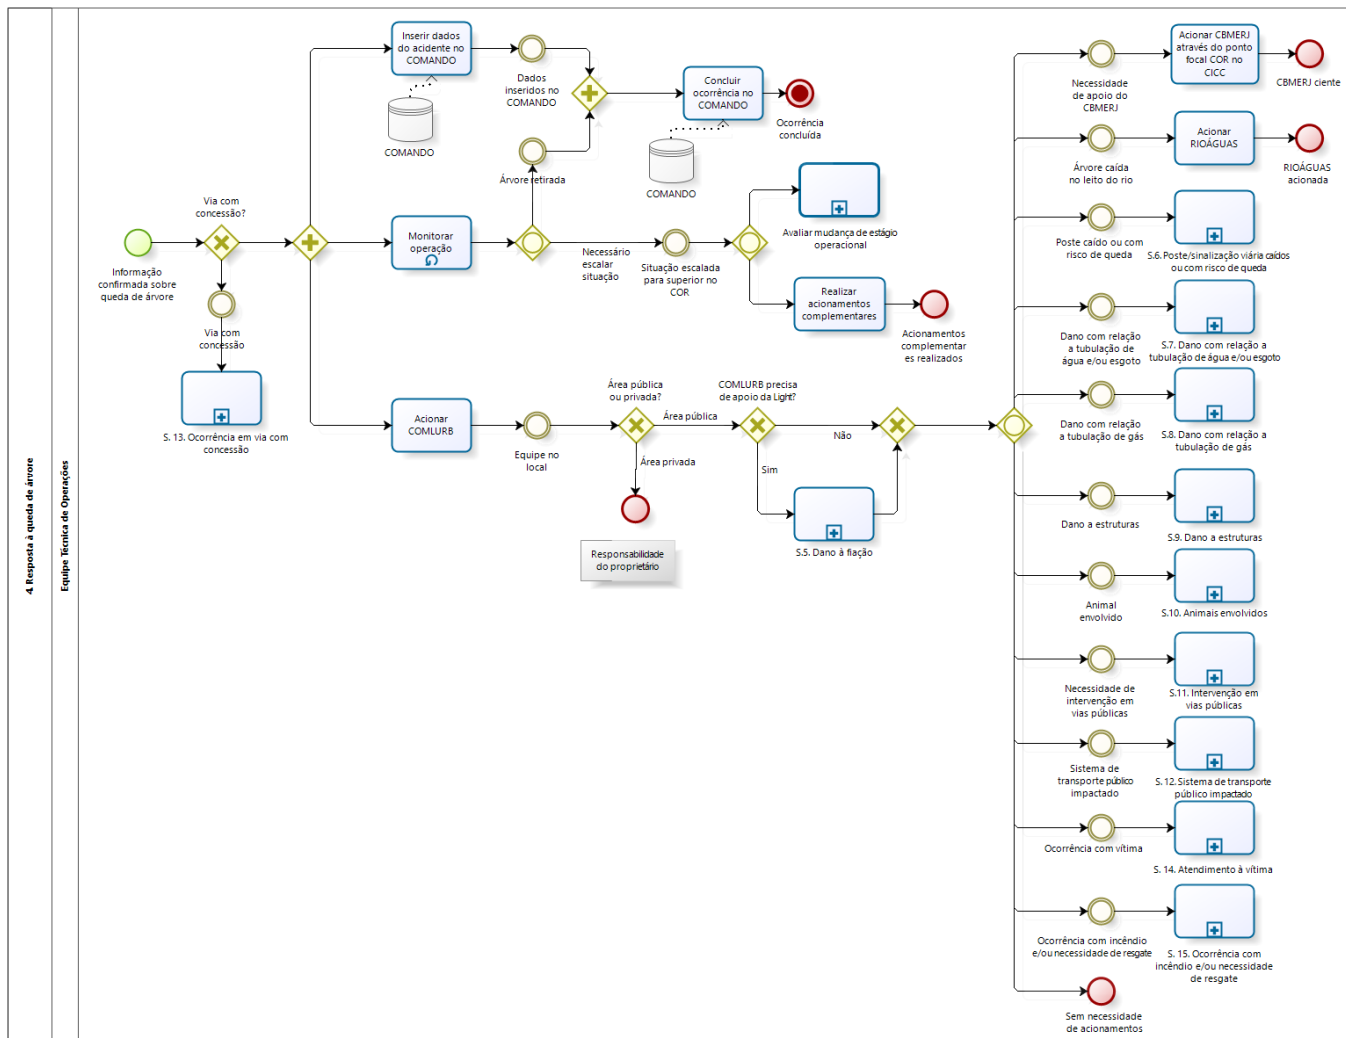 4. Resposta à queda de árvore
Equipe Técnica de Operações
Informação
confirmada sobre
queda de árvore
Via com
concessão?
Via com
concessão
S. 13. Ocorrência em via com
concessão
Inserir dados
do acidente no
COMANDO
COMANDO
Dados
inseridos no
COMANDO
Árvore retirada
Concluir
ocorrência no
COMANDO
COMANDO
Ocorrência
concluída
Monitorar
operação
Necessário
escalar
situação
Situação escalada
para superior no
COR
Avaliar mudança de estágio
operacional
Realizar
acionamentos
complementares
Acionamentos
complementar
es realizados
Acionar
COMLURB
Equipe no
local
Área pública
ou privada?
Área pública
Área privada
Responsabilidade
do proprietário
COMLURB precisa
de apoio da Light?
Não
Sim
S.5. Dano à fiação
Necessidade
de apoio do
CBMERJ
Acionar CBMERJ
através do ponto
focal COR no
CICC
CBMERJ ciente
Árvore caída
no leito do rio
Acionar
RIOÁGUAS
RIOÁGUAS
acionada
Poste caído ou com
risco de queda
S.6. Poste/sinalização viária caídos
ou com risco de queda
Dano com relação
a tubulação de
água e/ou esgoto
S.7. Dano com relação a
tubulação de água e/ou esgoto
Dano com relação
a tubulação de gás
S.8. Dano com relação a
tubulação de gás
Dano a estruturas
S.9. Dano a estruturas
Animal
envolvido
S.10. Animais envolvidos
Necessidade de
intervenção em
vias públicas
S.11. Intervenção em
vias públicas
Sistema de
transporte público
impactado
S.12. Sistema de transporte
público impactado
Ocorrência com vítima
S. 14. Atendimento à vítima
Ocorrência com incêndio
e/ou necessidade de resgate
S. 15. Ocorrência com
incêndio e/ou necessidade
de resgate
Sem necessidade
de acionamentos